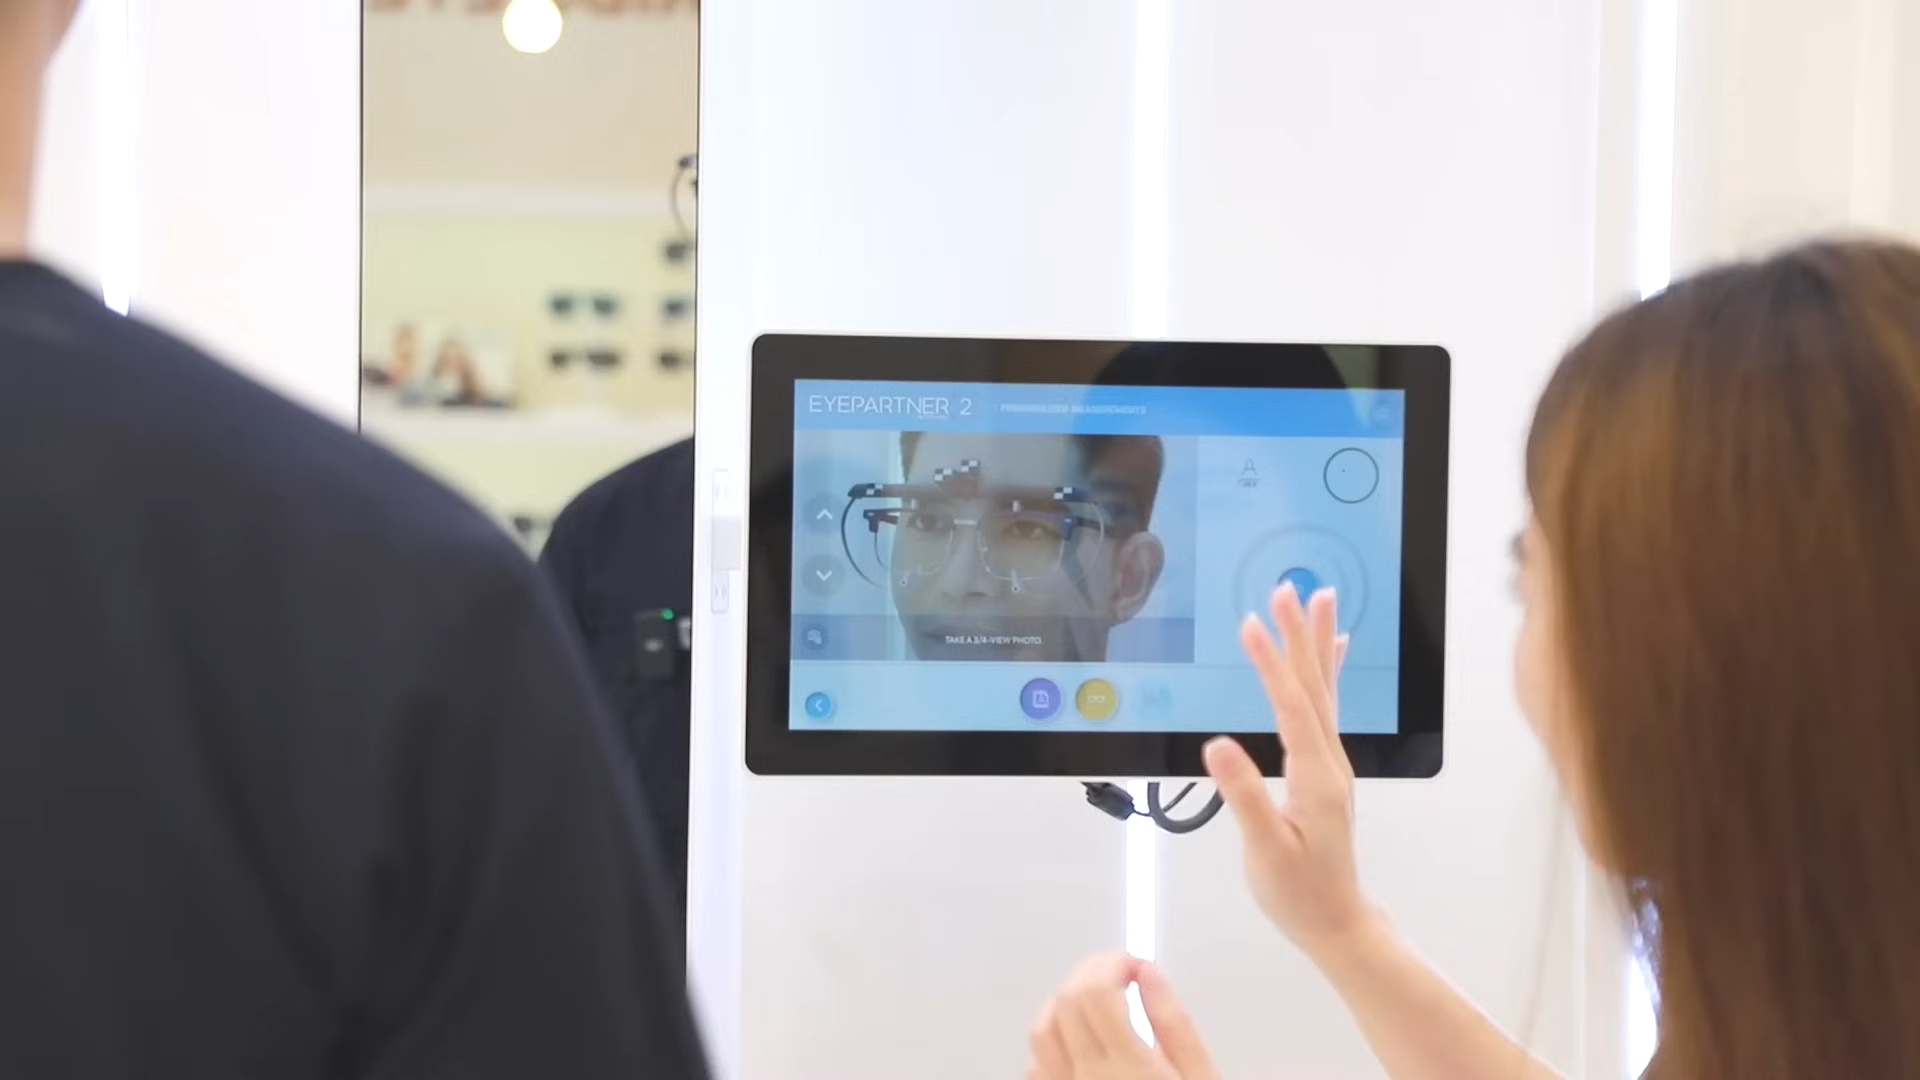 EYEPARTNER 2
PERSONALIZED MEASUREMENTS
TAKE A 3/4-VIEW PHOTO.